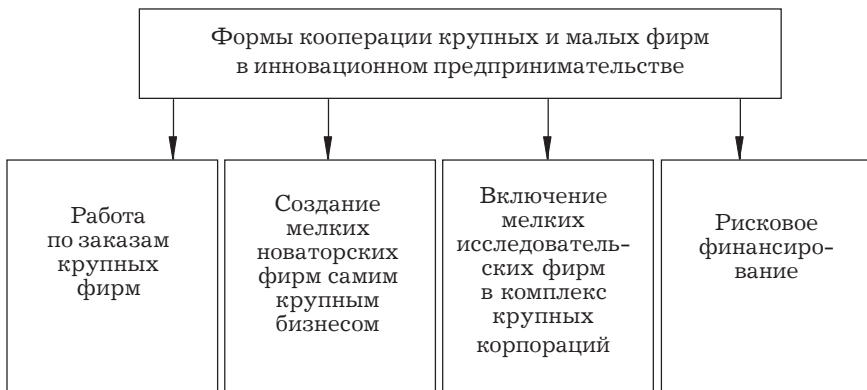 Формы кооперации крупных и малых фирм
в инновационном предпринимательстве
Работа
по заказам
крупных
фирм
Создание
мелких
новаторских
фирм самим
крупным
бизнесом
Включение
мелких
исследователь-
ских фирм
в комплекс
крупных
корпораций
Рисковое
финансиро-
вание